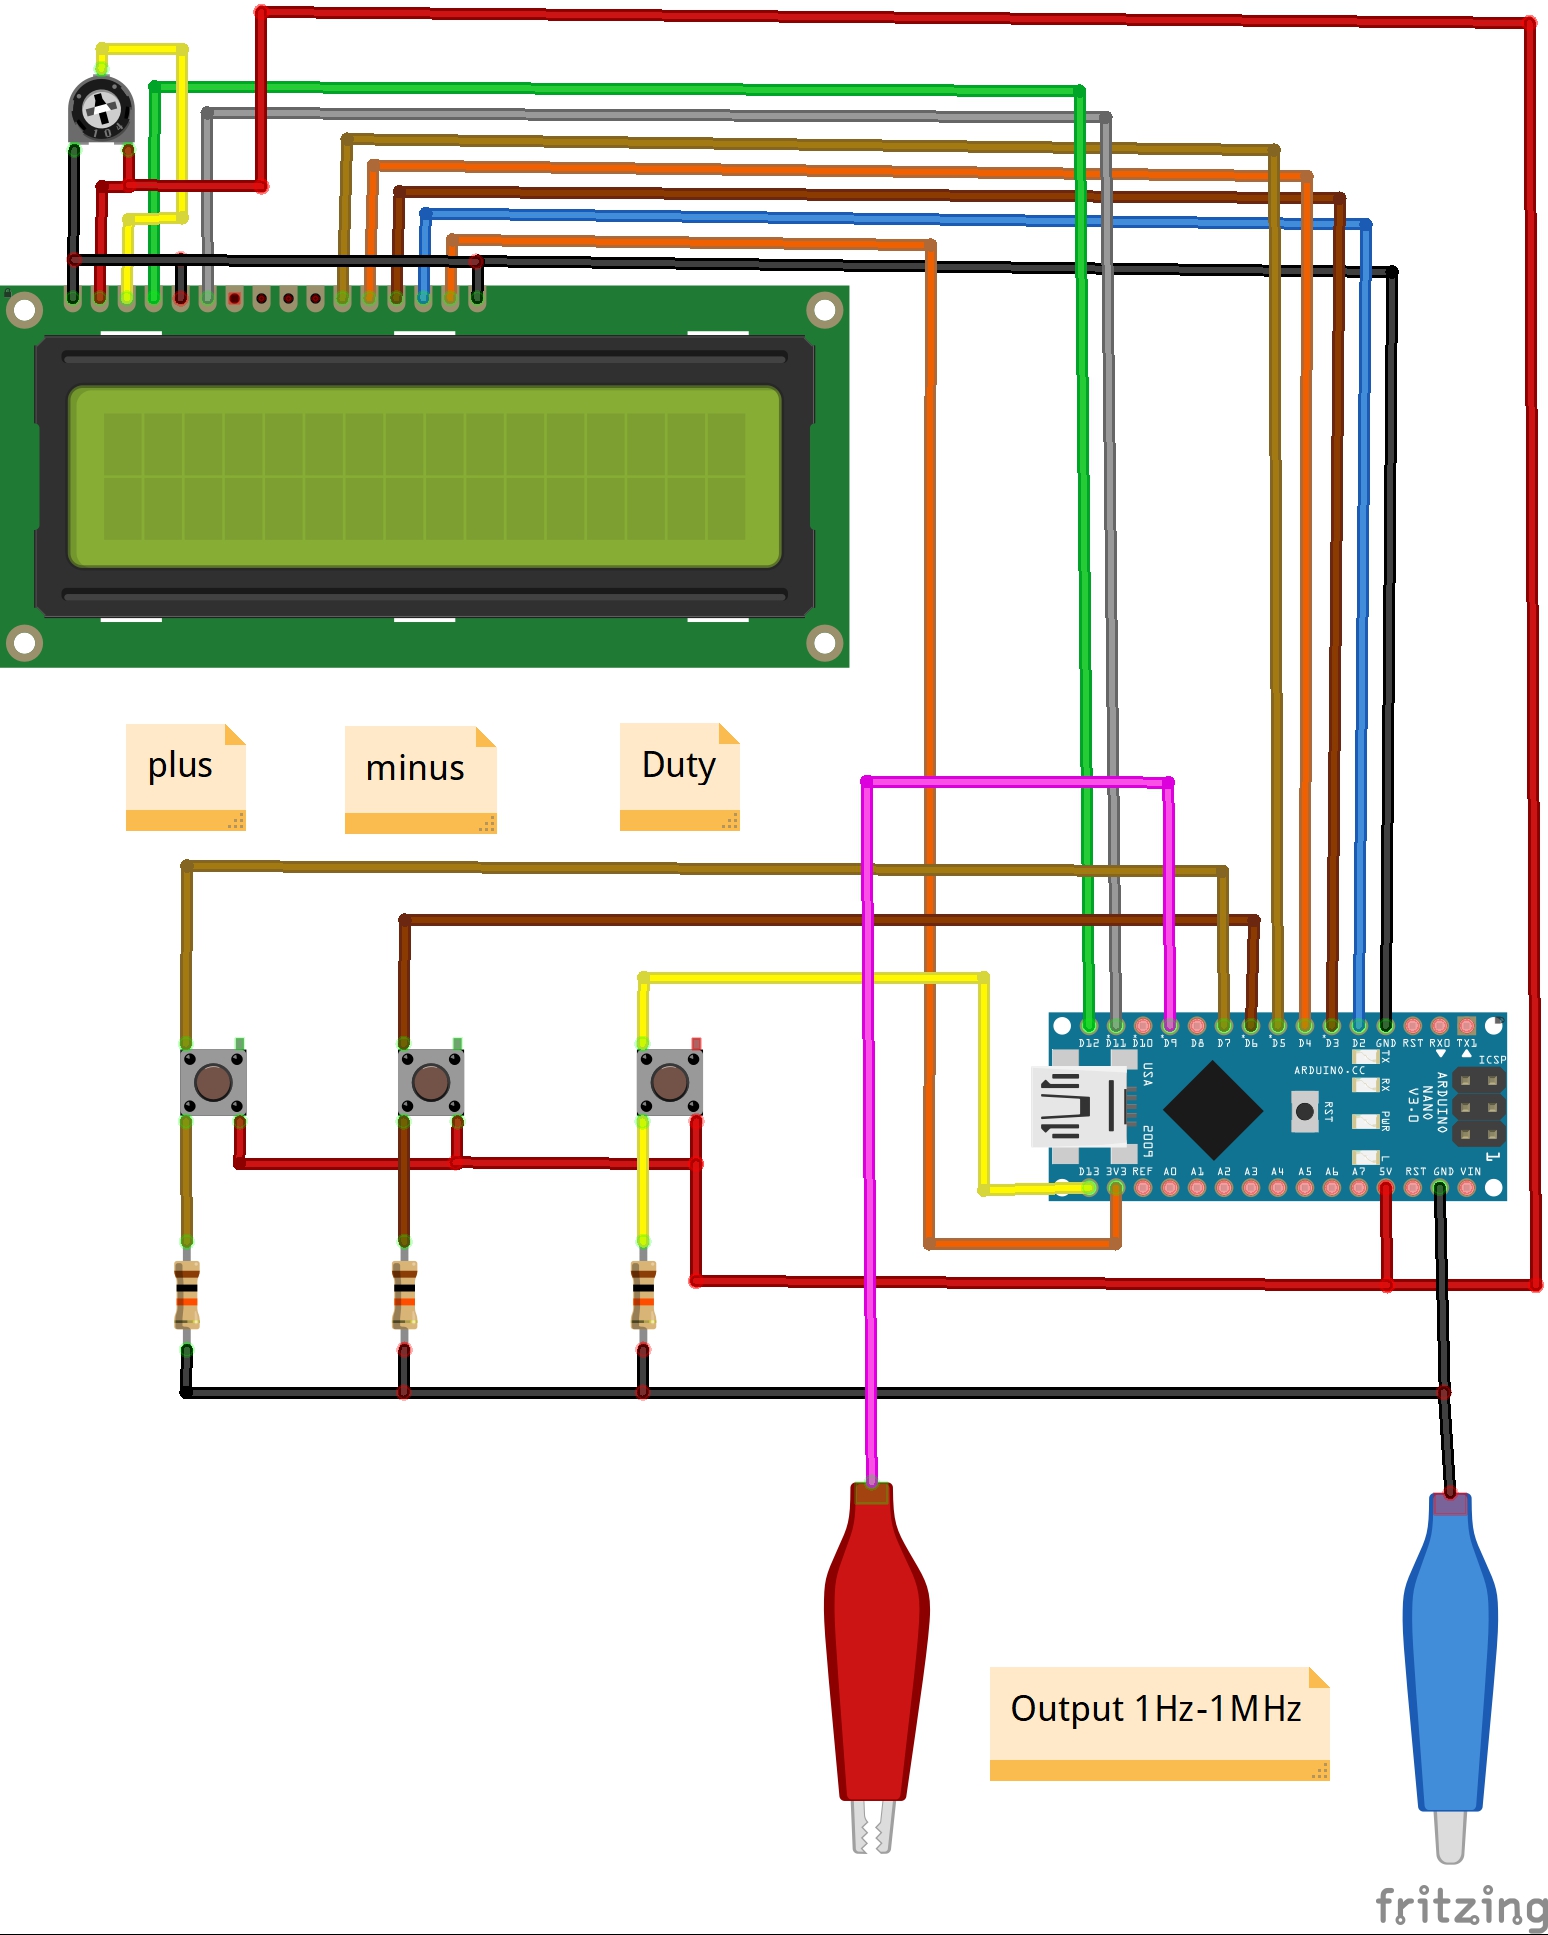 104
plus
minus
Duty
D12 D11 D10 D9 D8 D7 D6 D5 D4 D3 D2 GND RST RX0 TX1
TX
RX
PWR
L
ICSP
1
USA
2005
ARDUINO.CC
RST
ARDUINO
NANO
V3.0
D13 3V3 REF A0 A1 A2 A3 A4 A5 A6 A7 5V RST GND VIN
Output 1Hz-1MHz
fritzing